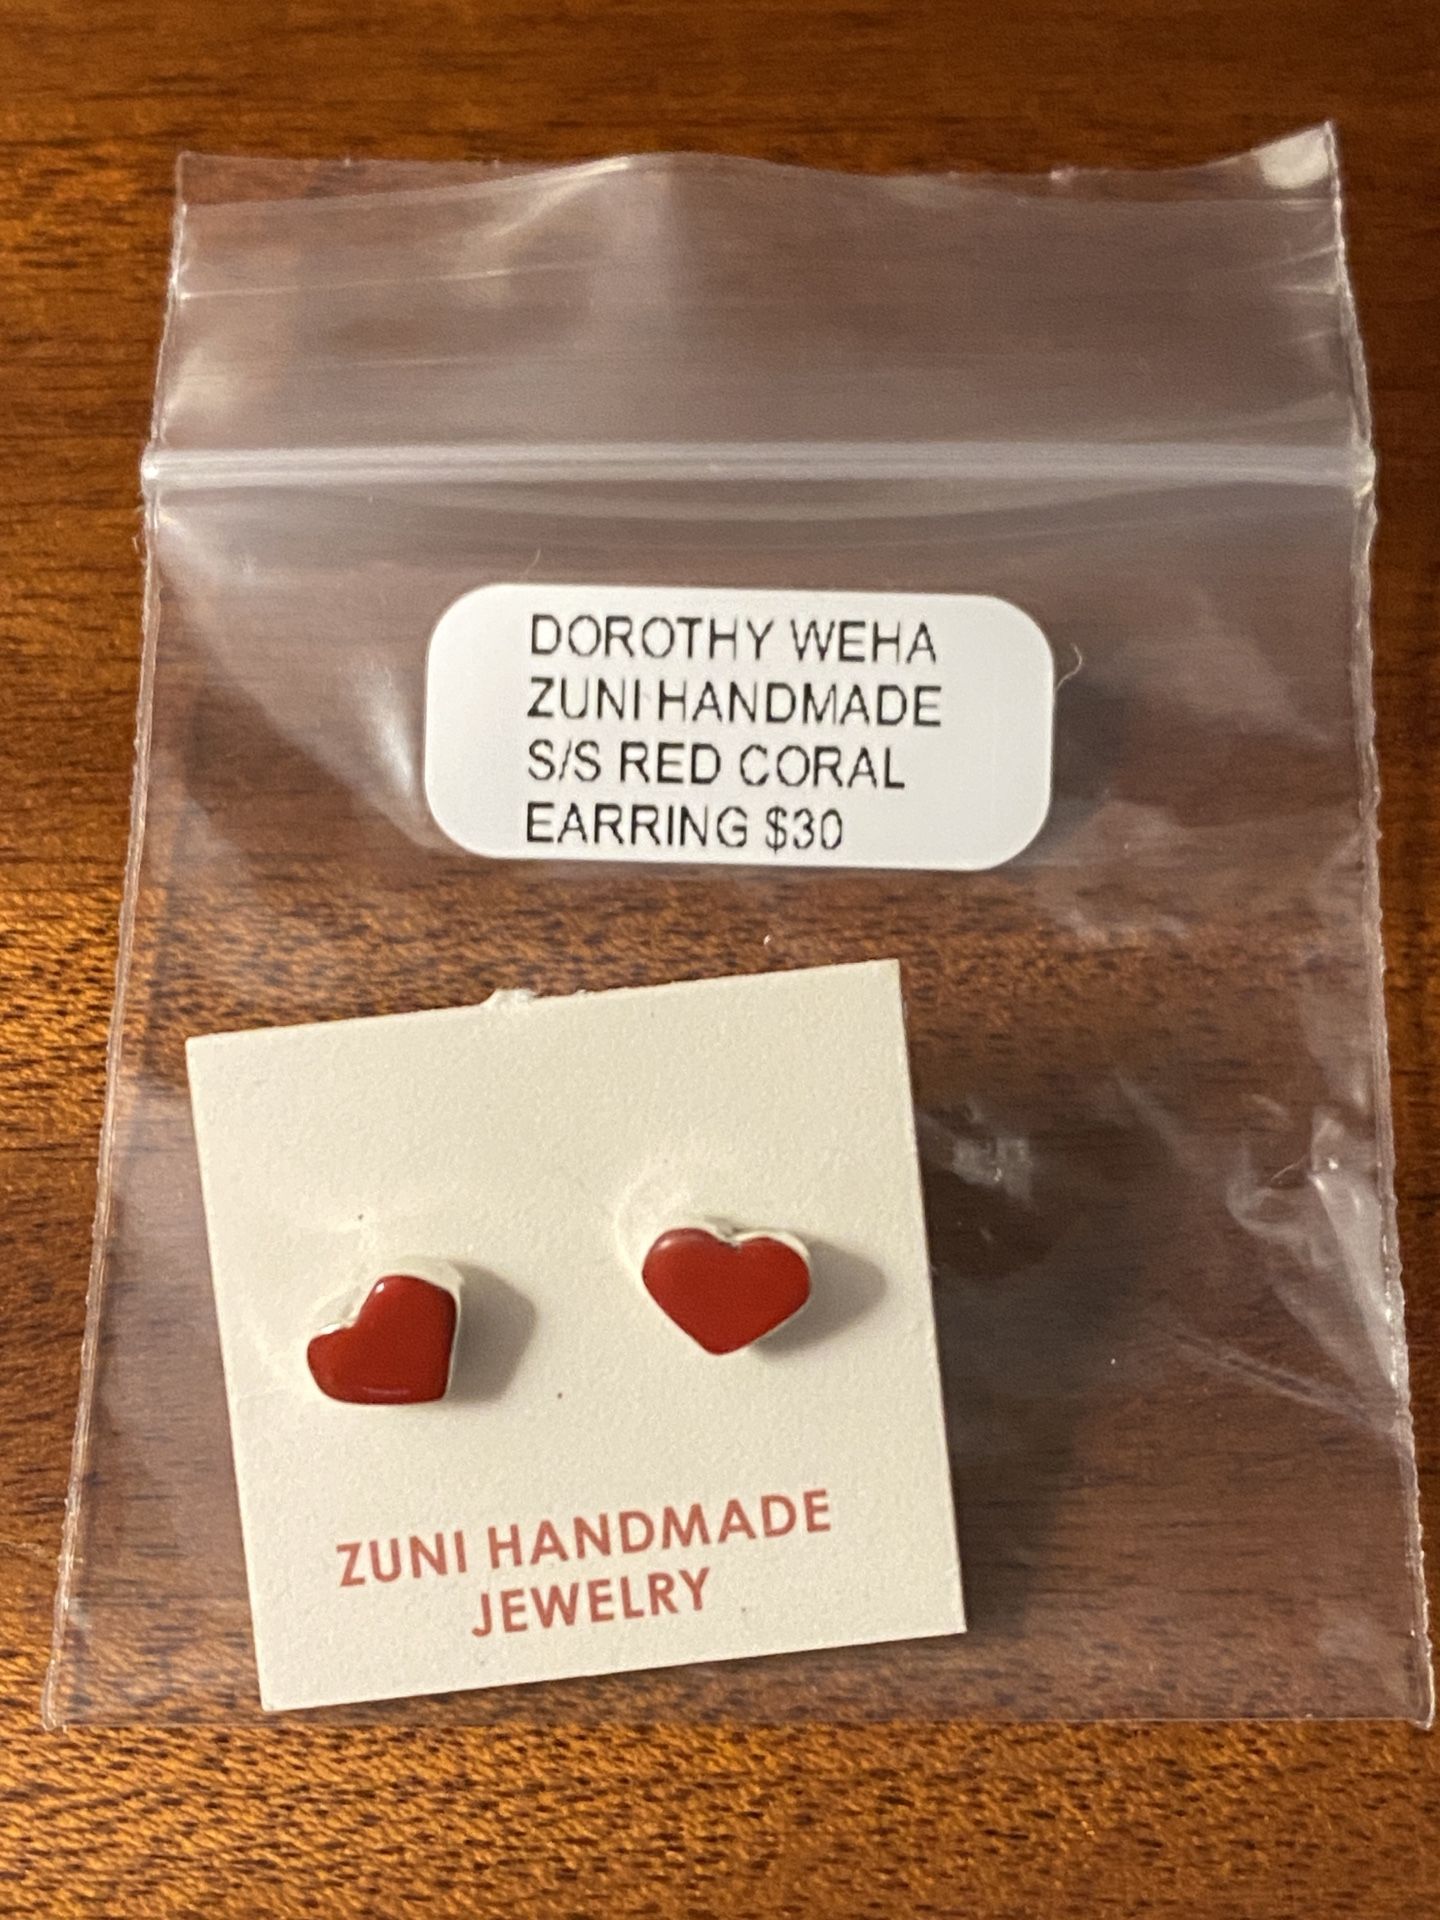 DOROTHY WEHA
ZUNI HANDMADE
S/S RED CORAL
EARRING $30
ZUNI HANDMADE
JEWELRY